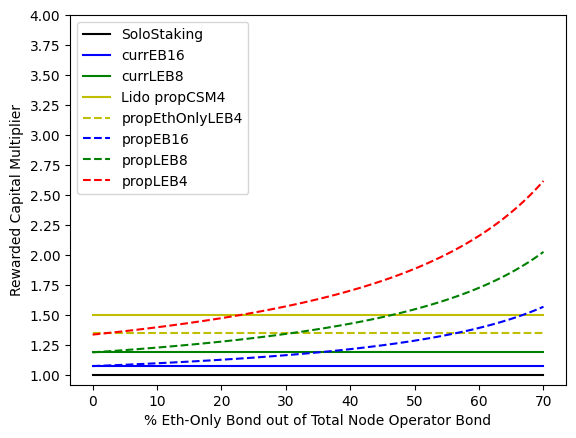 4.00
3.75
3.50
3.25
3.00
2.75
2.50
2.25
2.00
1.75
1.50
1.25
1.00
Rewarded Capital Multiplier
SoloStaking
currEB16
currLEB8
Lido propCSM4
propEthOnlyLEB4
propEB16
propLEB8
propLEB4
0 10 20 30 40 50 60 70
% Eth-Only Bond out of Total Node Operator Bond